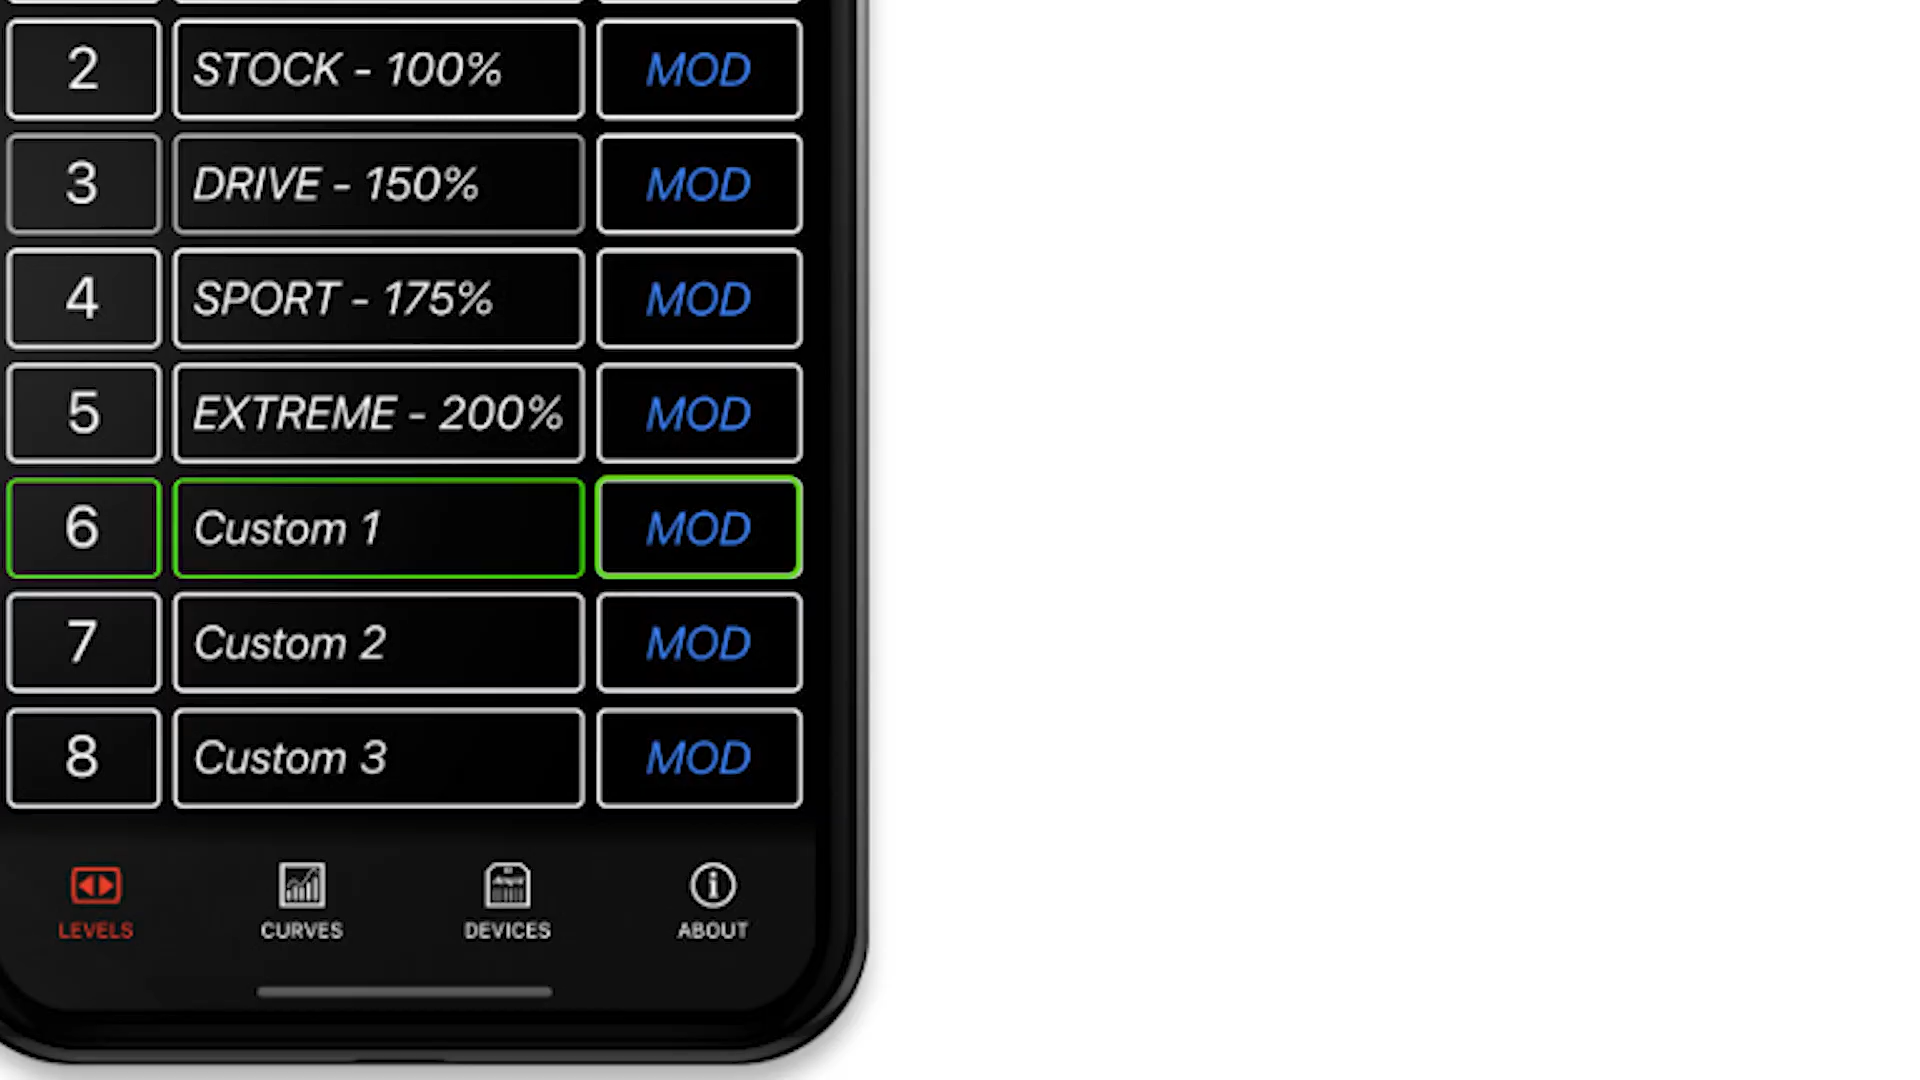 2 STOCK - 100% MOD
3 DRIVE - 150% MOD
4 SPORT - 175% MOD
5 EXTREME - 200% MOD
6 Custom 1 MOD
7 Custom 2 MOD
8 Custom 3 MOD
LEVELS CURVES DEVICES ABOUT